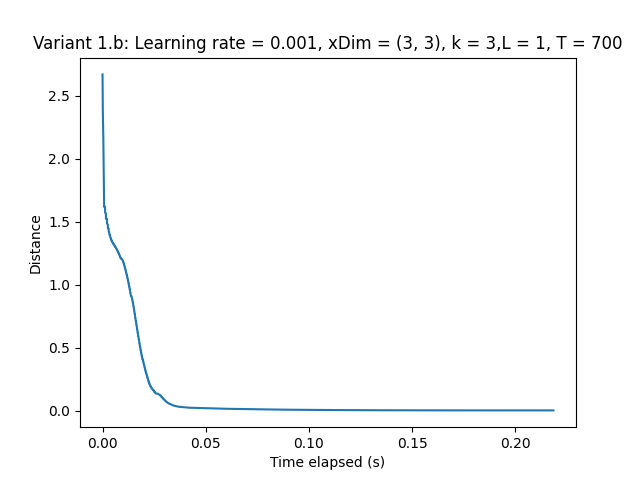 Variant 1.b: Learning rate = 0.001, xDim = (3, 3), k = 3,L = 1, T = 700
2.5
2.0
1.5
1.0
0.5
0.0
Distance
0.00 0.05 0.10 0.15 0.20
Time elapsed (s)